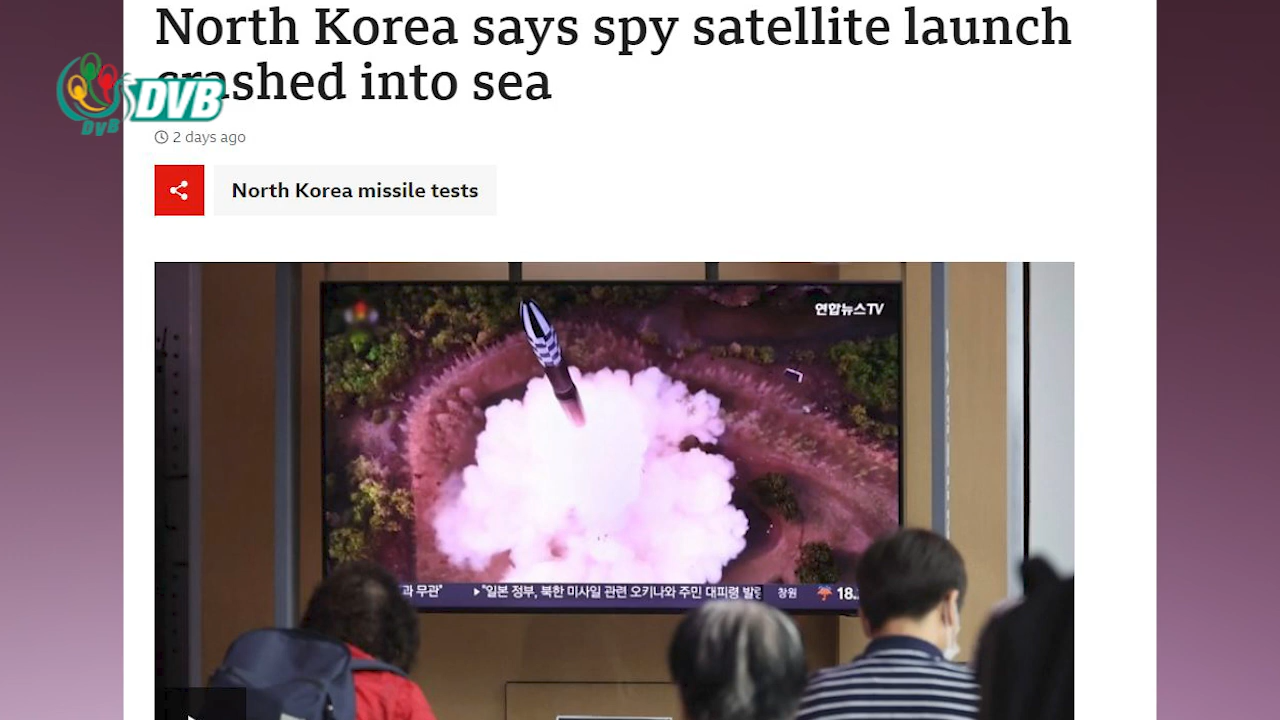 North Korea says spy satellite launch
crashed into sea
DVB
DVB
2 days ago
North Korea missile tests
연합뉴스TV
과 무관" ▸"일본 정부, 북한 미사일 관련 오키나와 주민 대피령 발령 창원 18.